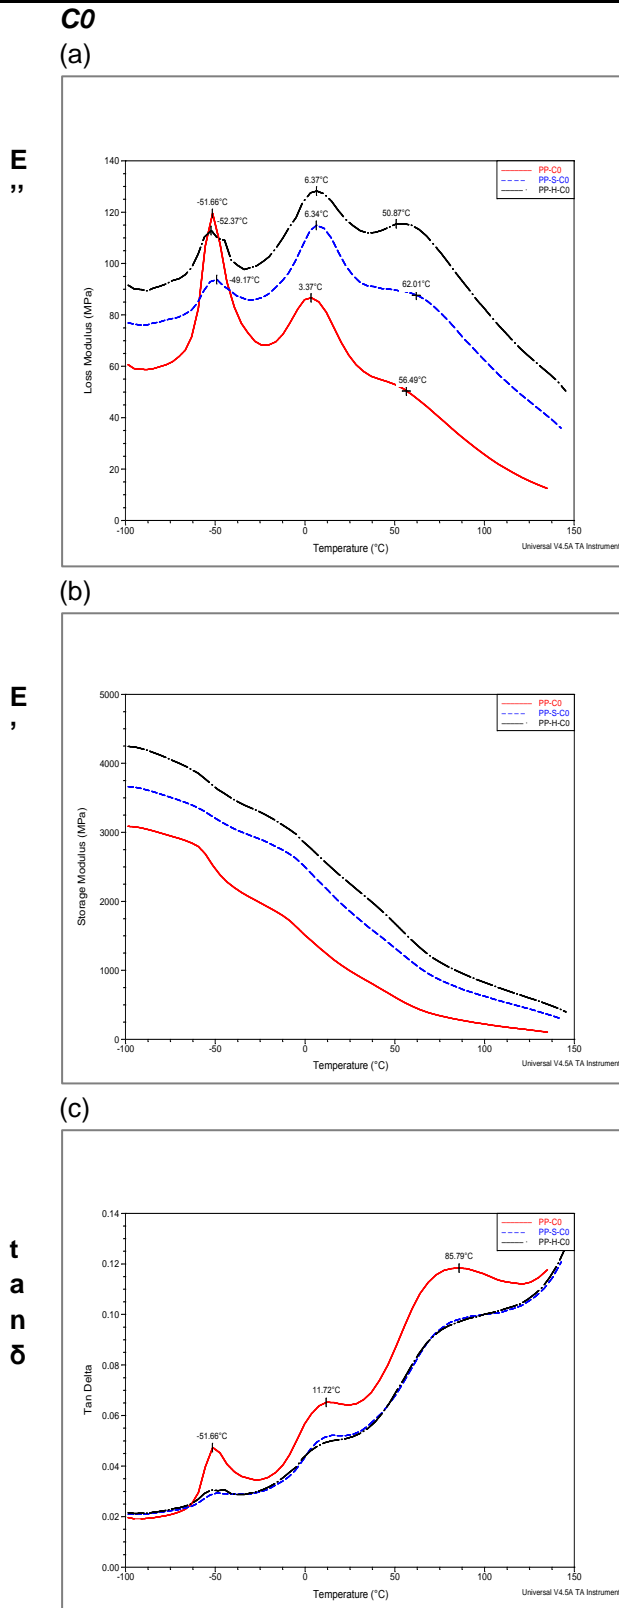 C0
(a)
E
’’
140
120
100
80
60
40
20
0
Loss Modulus (MPa)
-51.66°C
-52.37°C
-49.17°C
6.37°C
6.34°C
3.37°C
50.87°C
62.01°C
56.49°C
PP-C0
PP-S-C0
PP-H-C0
-100 -50 0 50 100 150
Temperature (°C)
Universal V4.5A TA Instrument
(b)
E
’
5000
4000
3000
2000
1000
0
Storage Modulus (MPa)
PP-C0
PP-S-C0
PP-H-C0
-100 -50 0 50 100 150
Temperature (°C)
Universal V4.5A TA Instrument
(c)
t
a
n
δ
0.14
0.12
0.10
0.08
0.06
0.04
0.02
0.00
Tan Delta
-51.66°C
11.72°C
85.79°C
PP-C0
PP-S-C0
PP-H-C0
-100 -50 0 50 100 150
Temperature (°C)
Universal V4.5A TA Instrument